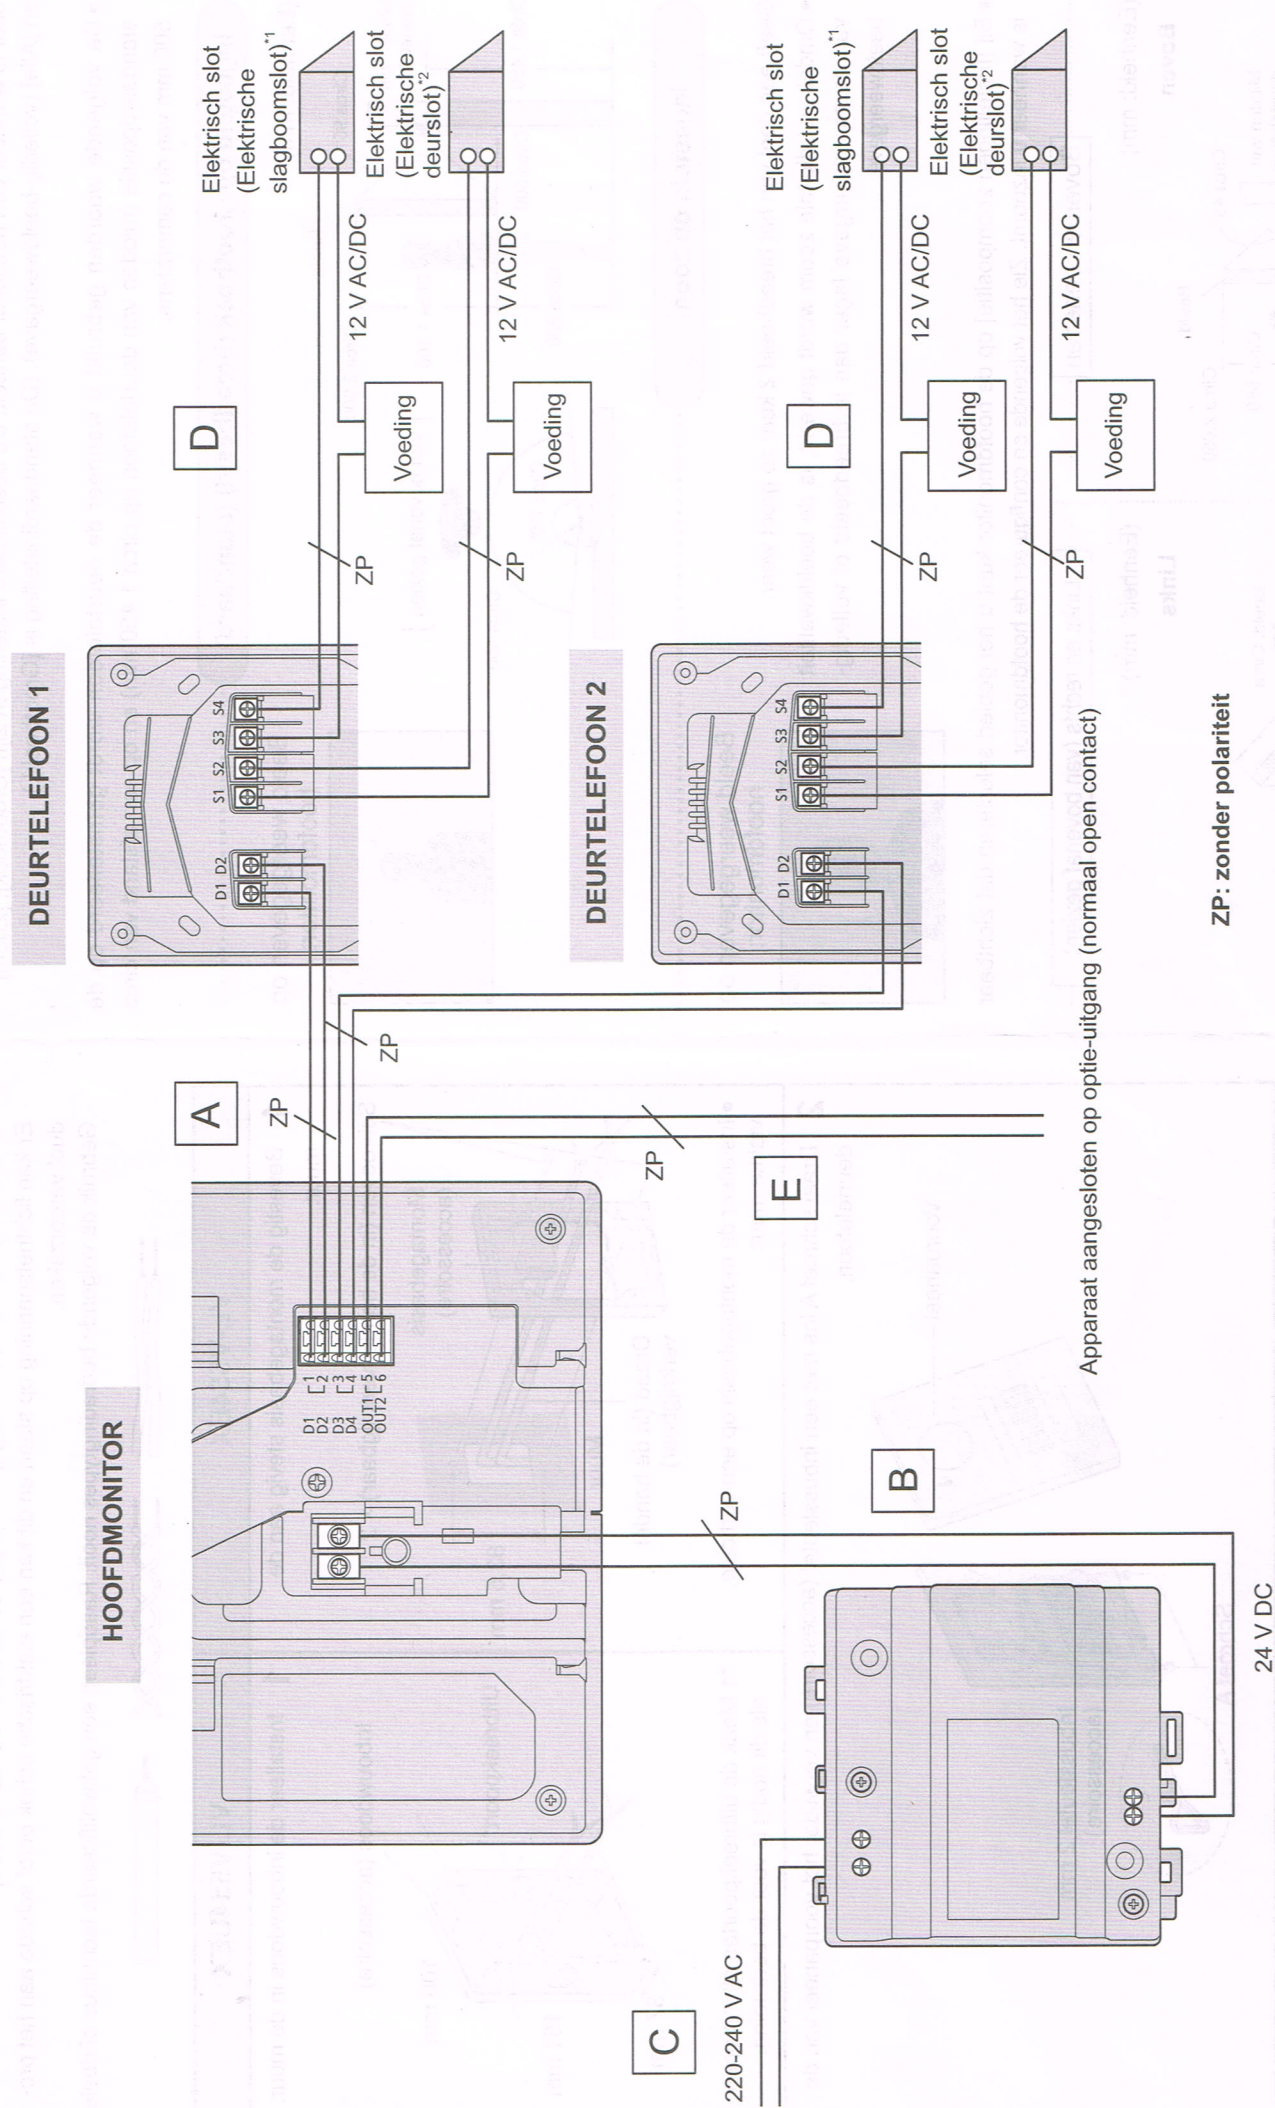 HOOFDMONITOR
D1
D2
D3
D4
OUT1
OUT2
1
2
3
4
5
6
A
ZP
ZP
ZP
E
Apparaat aangesloten op optie-uitgang (normaal open contact)
B
ZP
24 V DC
C
220-240 V AC
DEURTELEFOON 1
D1 D2 S1 S2 S3 S4
D
ZP
ZP
Voeding
Voeding
12 V AC/DC
12 V AC/DC
Elektrisch slot
(Elektrische
slagboomslot)*1
Elektrisch slot
(Elektrische
deurslot)*2
DEURTELEFOON 2
D1 D2 S1 S2 S3 S4
D
ZP
ZP
Voeding
Voeding
12 V AC/DC
12 V AC/DC
Elektrisch slot
(Elektrische
slagboomslot)*1
Elektrisch slot
(Elektrische
deurslot)*2
ZP: zonder polariteit